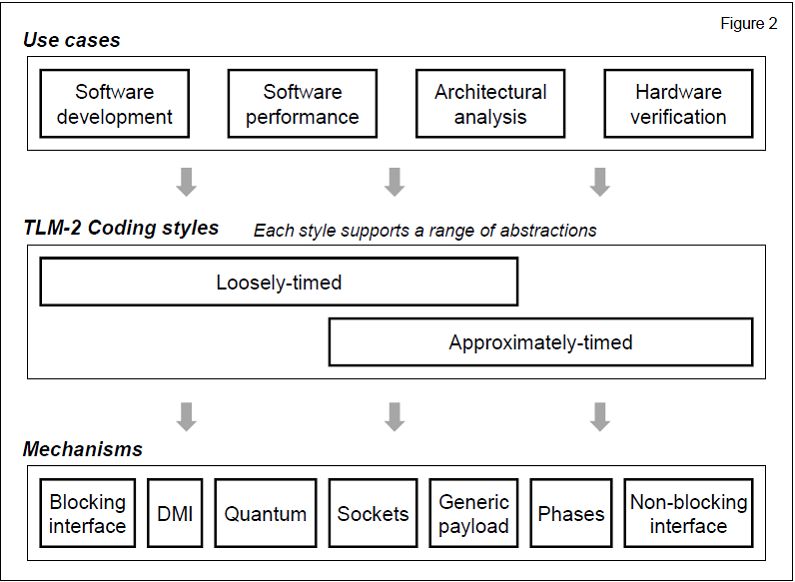 Figure 2
Use cases
Software
development
Software
performance
Architectural
analysis
Hardware
verification
TLM-2 Coding styles
Each style supports a range of abstractions
Loosely-timed
Approximately-timed
Mechanisms
Blocking
interface
DMI
Quantum
Sockets
Generic
payload
Phases
Non-blocking
interface